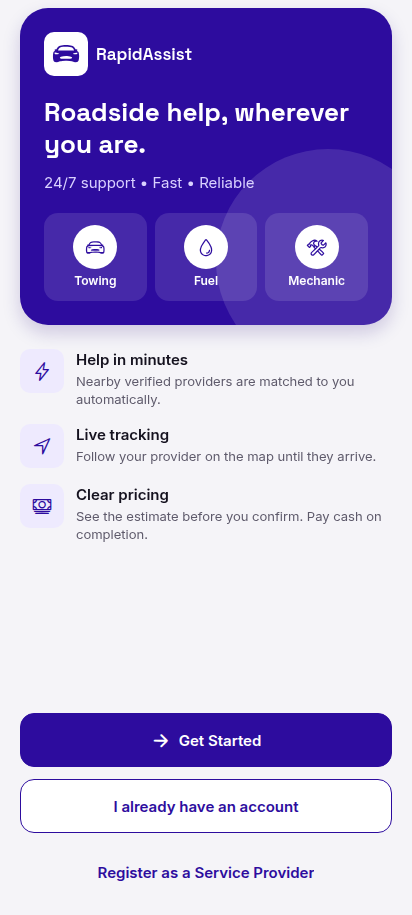 RapidAssist
Roadside help, wherever
you are.
24/7 support • Fast • Reliable
Towing
Fuel
Mechanic
Help in minutes
Nearby verified providers are matched to you
automatically.
Live tracking
Follow your provider on the map until they arrive.
Clear pricing
See the estimate before you confirm. Pay cash on
completion.
Get Started
I already have an account
Register as a Service Provider